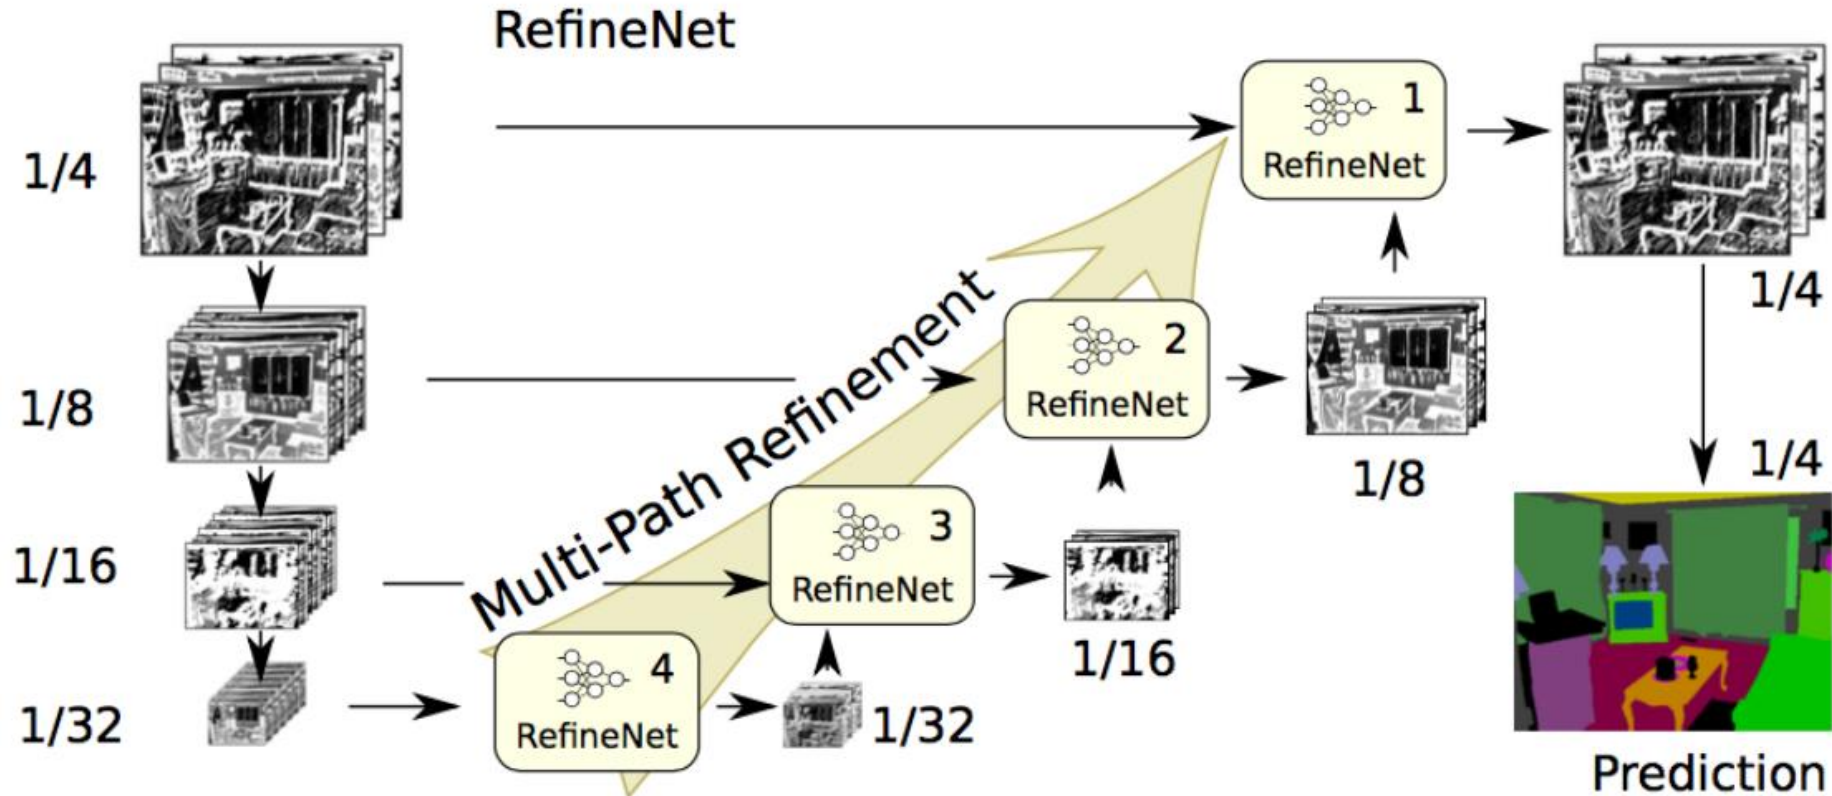 RefineNet
1
RefineNet
1/4
1/4
2
RefineNet
1/8
1/8
1/4
Multi-Path Refinement
3
RefineNet
1/16
1/16
4
RefineNet
1/32
1/32
Prediction